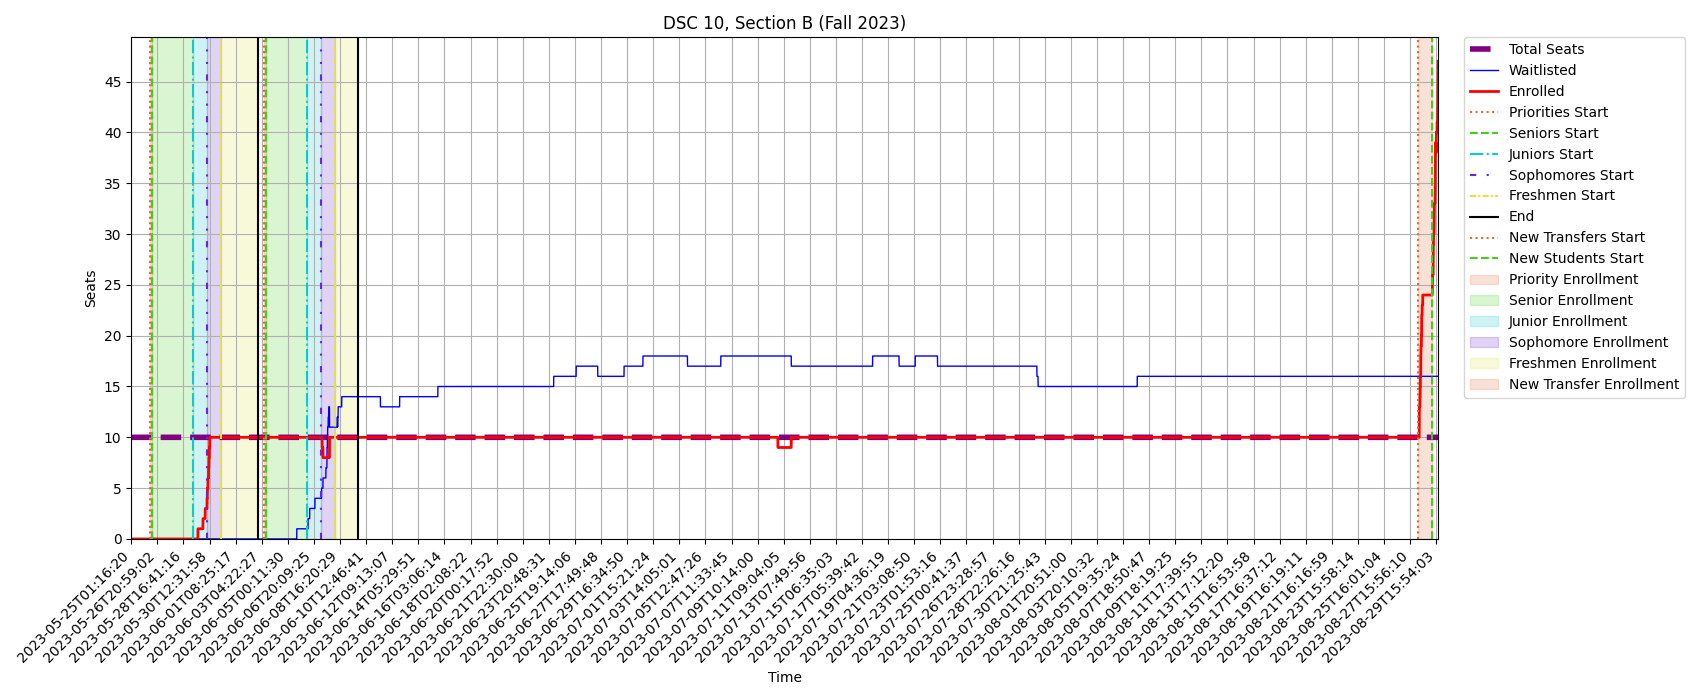 DSC 10, Section B (Fall 2023)
Seats
45
40
35
30
25
20
15
10
5
0
2023-05-25T01:16:20
2023-05-26T20:59:02
2023-05-28T16:41:16
2023-05-30T12:31:58
2023-06-01T08:25:17
2023-06-03T04:22:27
2023-06-05T00:11:30
2023-06-06T20:09:25
2023-06-08T16:20:29
2023-06-10T12:46:41
2023-06-12T09:13:07
2023-06-14T05:29:51
2023-06-16T03:06:14
2023-06-18T02:08:22
2023-06-20T00:17:52
2023-06-21T22:30:00
2023-06-23T20:48:31
2023-06-25T19:14:06
2023-06-27T17:49:48
2023-06-29T16:34:50
2023-07-01T15:21:24
2023-07-03T14:05:01
2023-07-05T12:47:26
2023-07-07T11:33:45
2023-07-09T10:14:00
2023-07-11T09:04:05
2023-07-13T07:49:56
2023-07-15T06:35:03
2023-07-17T05:39:42
2023-07-19T04:36:19
2023-07-21T03:08:50
2023-07-23T01:53:16
2023-07-25T00:41:37
2023-07-26T23:28:57
2023-07-28T22:26:16
2023-07-30T21:25:43
2023-08-01T20:51:00
2023-08-03T20:10:32
2023-08-05T19:35:24
2023-08-07T18:50:47
2023-08-09T18:19:25
2023-08-11T17:39:55
2023-08-13T17:12:20
2023-08-15T16:53:58
2023-08-17T16:37:12
2023-08-19T16:19:11
2023-08-21T16:16:59
2023-08-23T15:58:14
2023-08-25T16:01:04
2023-08-27T15:56:10
2023-08-29T15:54:03
Time
Total Seats
Waitlisted
Enrolled
Priorities Start
Seniors Start
Juniors Start
Sophomores Start
Freshmen Start
End
New Transfers Start
New Students Start
Priority Enrollment
Senior Enrollment
Junior Enrollment
Sophomore Enrollment
Freshmen Enrollment
New Transfer Enrollment